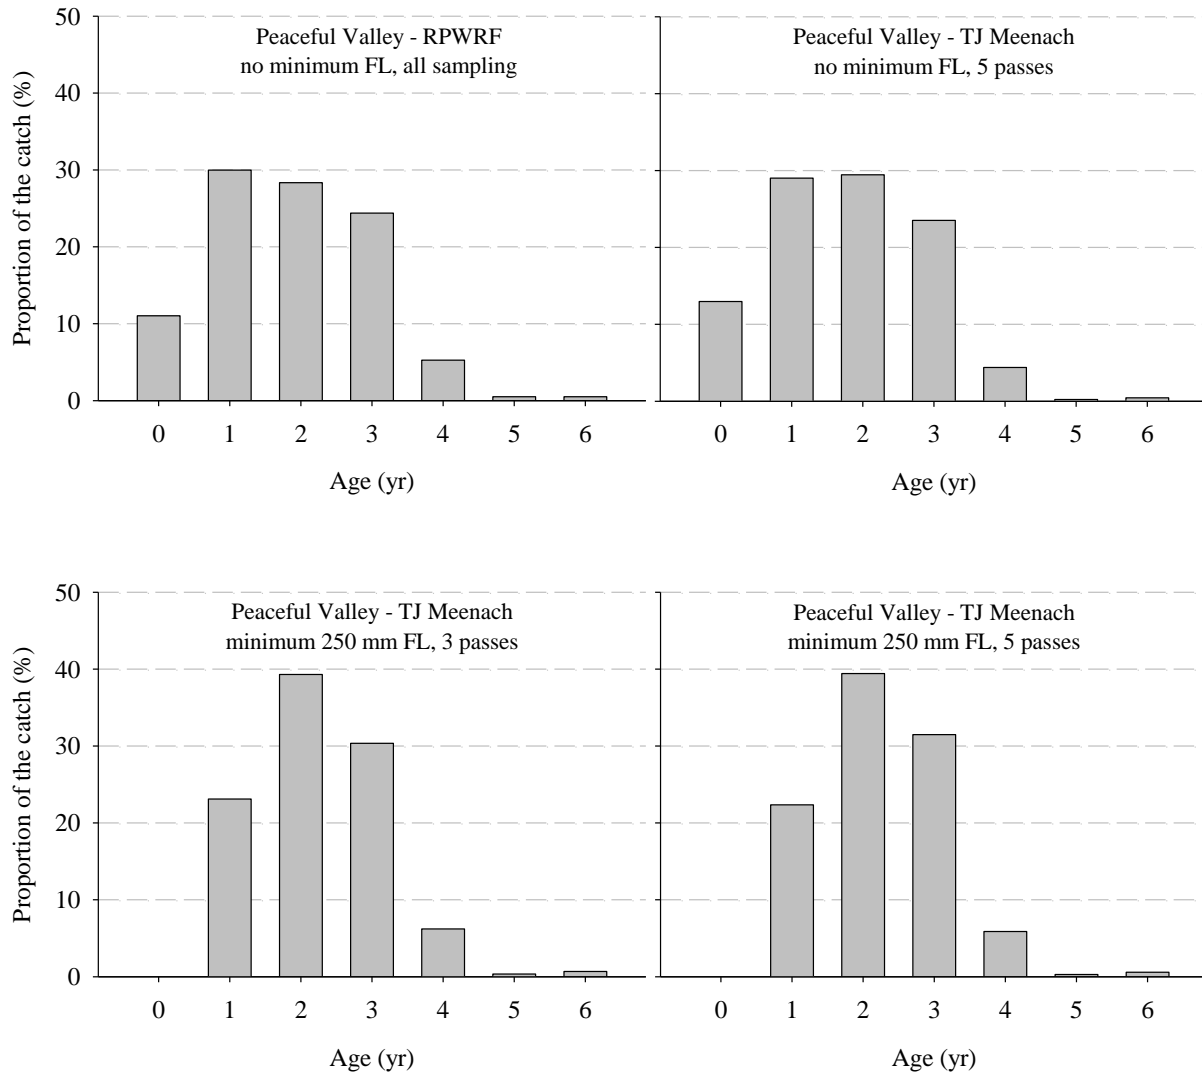 Peaceful Valley - RPWRF
no minimum FL, all sampling
Proportion of the catch (%)
50
40
30
20
10
0
0 1 2 3 4 5 6
Age (yr)
Peaceful Valley - TJ Meenach
no minimum FL, 5 passes
0 1 2 3 4 5 6
Age (yr)
Peaceful Valley - TJ Meenach
minimum 250 mm FL, 3 passes
Proportion of the catch (%)
50
40
30
20
10
0
0 1 2 3 4 5 6
Age (yr)
Peaceful Valley - TJ Meenach
minimum 250 mm FL, 5 passes
0 1 2 3 4 5 6
Age (yr)